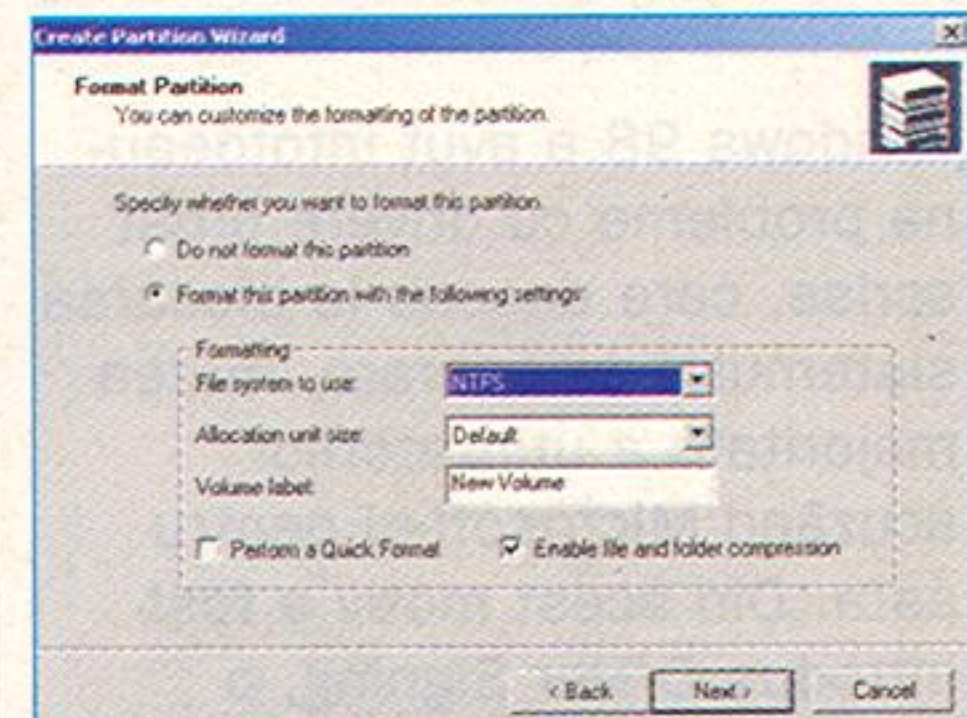 Create Partition Wizard
Format Partition
You can customize the formatting of the partition.
Specify whether you want to format this partition.
Do not format this partition
Format this partition with the following settings:
Formatting
File system to use: NTFS
Allocation unit size: Default
Volume label: New Volume
Perform a Quick Format Enable file and folder compression
< Back Next > Cancel